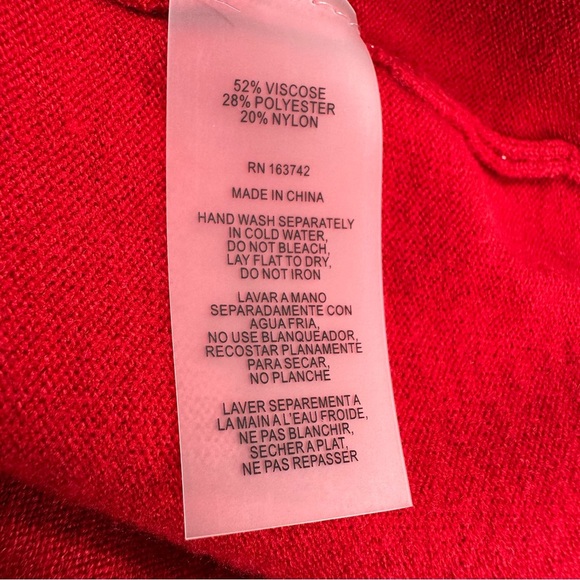 52% VISCOSE
28% POLYESTER
20% NYLON
RN 163742
MADE IN CHINA
HAND WASH SEPARATELY
IN COLD WATER,
DO NOT BLEACH,
LAY FLAT TO DRY,
DO NOT IRON
LAVAR A MANO
SEPARADAMENTE CON
AGUA FRIA,
NO USE BLANQUEADOR,
RECOSTAR PLANAMENTE
PARA SECAR,
NO PLANCHE
LAVER SEPAREMENT A
LA MAIN A L'EAU FROIDE,
NE PAS BLANCHIR,
SECHER A PLAT,
NE PAS REPASSER